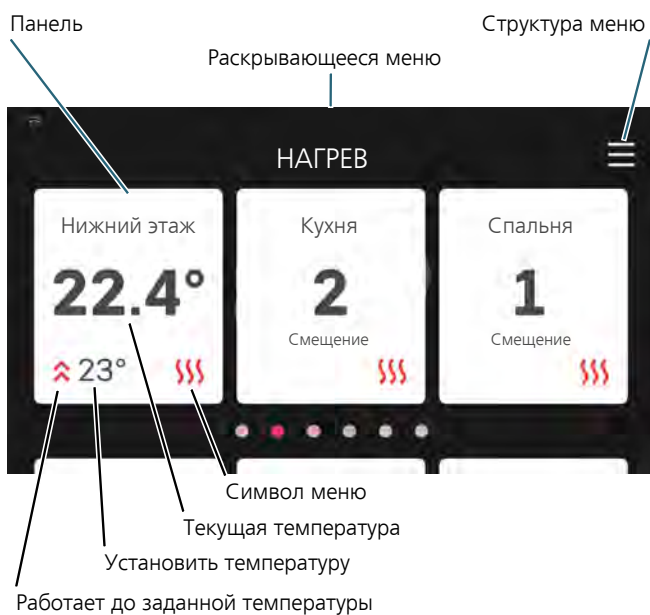 Панель
Структура меню
Раскрывающееся меню
НАГРЕВ
Нижний этаж
Кухня
Спальня
22.4°
2
1
Смещение
Смещение
23°
Символ меню
Текущая температура
Установить температуру
Работает до заданной температуры